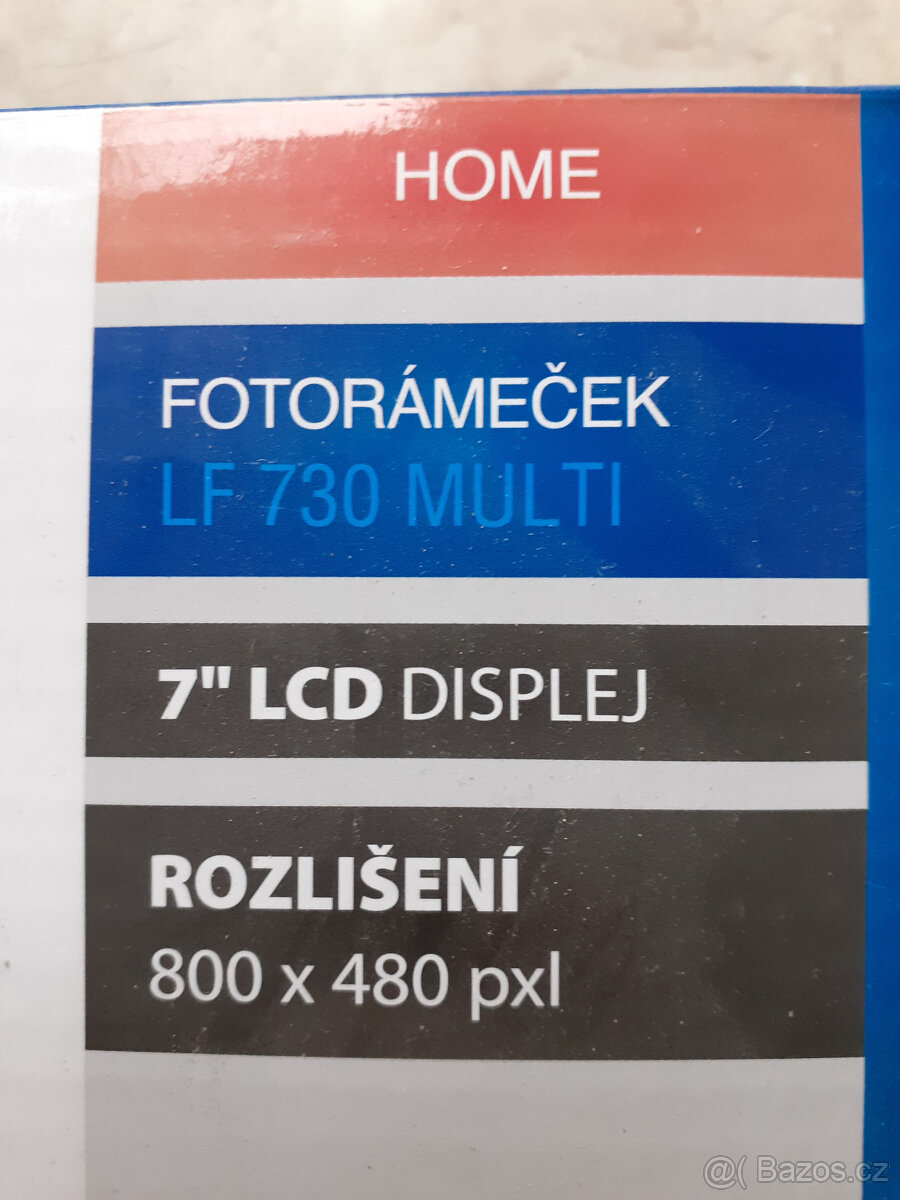 HOME
FOTORÁMEČEK
LF 730 MULTI
7" LCD DISPLEJ
ROZLIŠENÍ
800 x 480 pxl
@( Bazos.cz